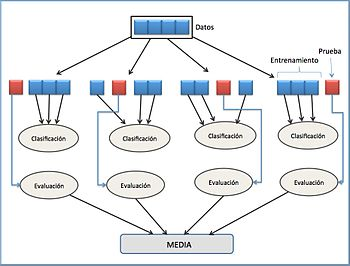 Datos
Prueba
Entrenamiento
Clasificación
Clasificación
Clasificación
Clasificación
Evaluación
Evaluación
Evaluación
Evaluación
MEDIA